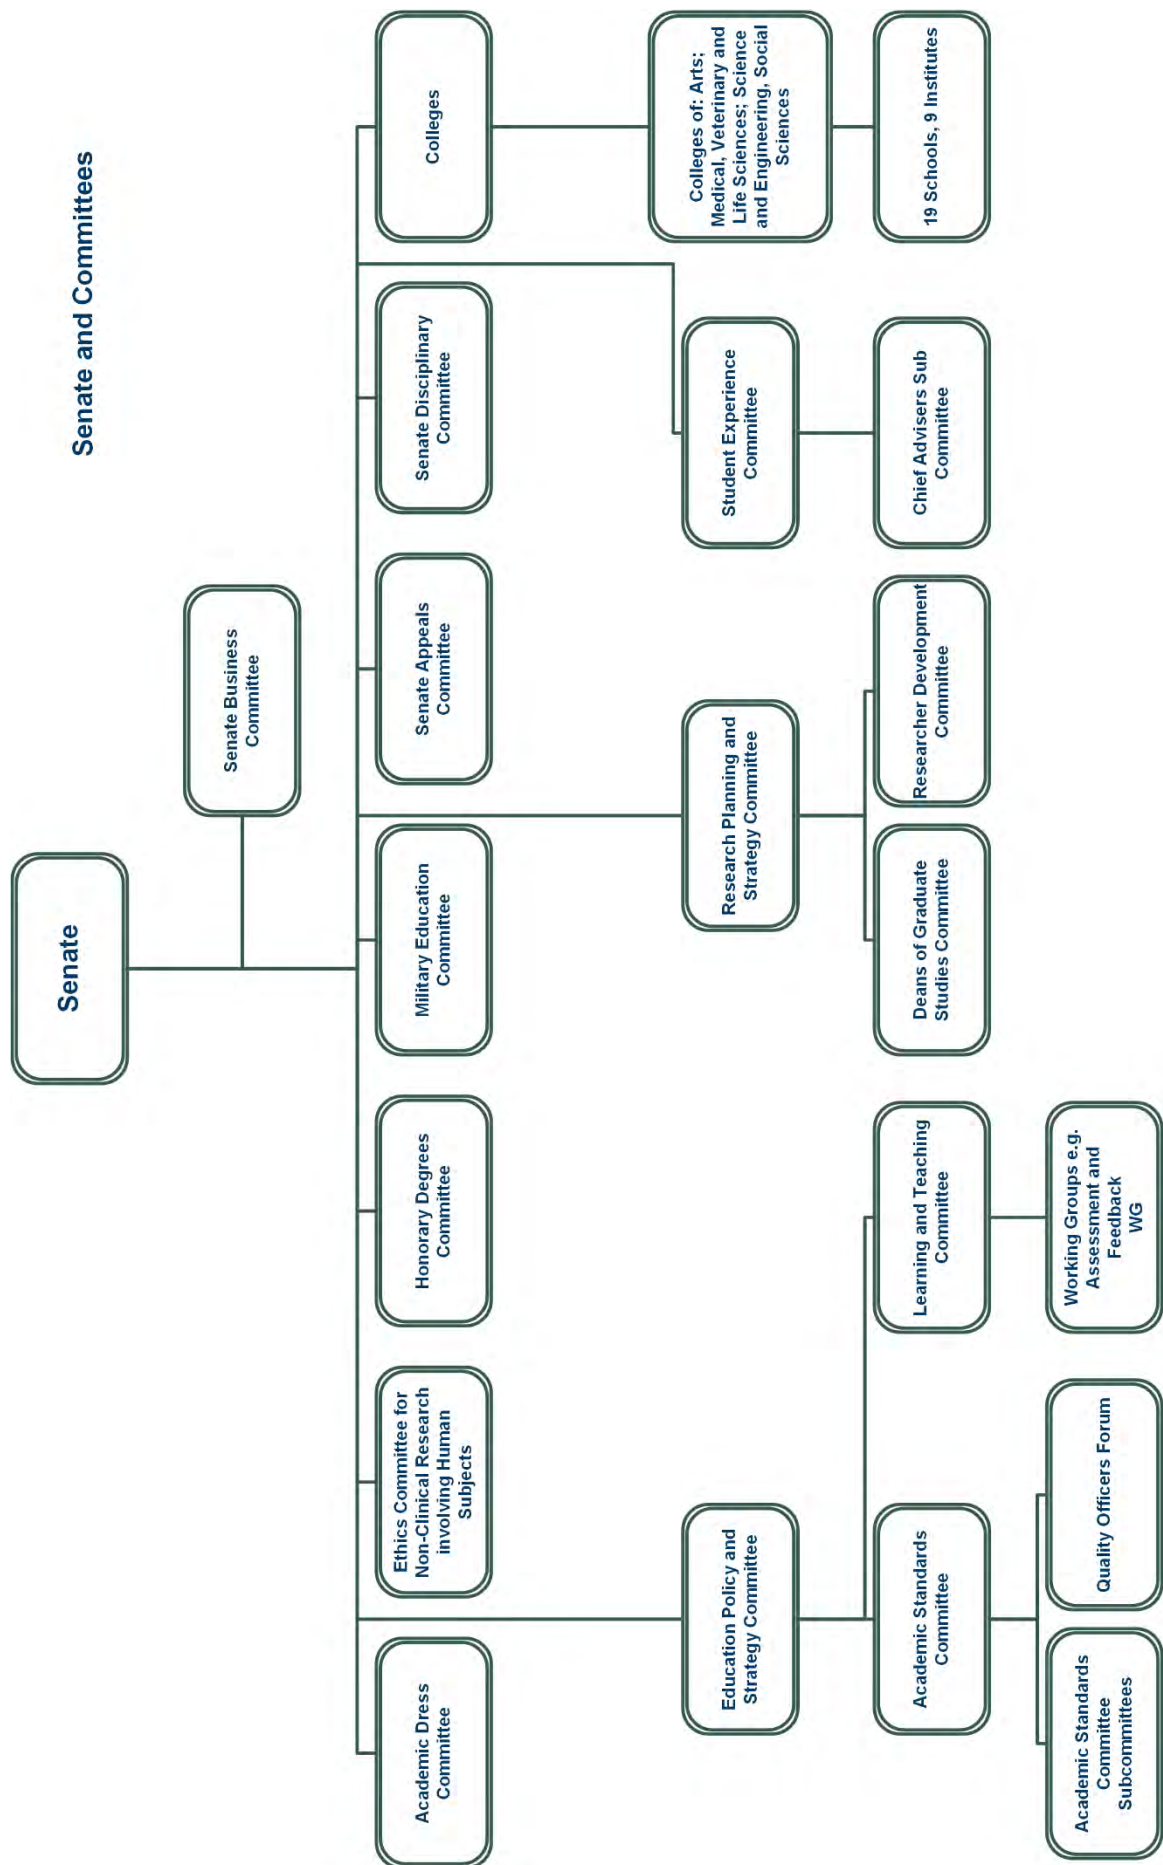 Senate and Committees
Senate
Senate Business
Committee
Academic Dress
Committee
Ethics Committee for
Non-Clinical Research
involving Human
Subjects
Honorary Degrees
Committee
Military Education
Committee
Senate Appeals
Committee
Senate Disciplinary
Committee
Colleges
Education Policy and
Strategy Committee
Research Planning and
Strategy Committee
Student Experience
Committee
Colleges of: Arts;
Medical, Veterinary and
Life Sciences; Science
and Engineering, Social
Sciences
Academic Standards
Committee
Learning and Teaching
Committee
Deans of Graduate
Studies Committee
Researcher Development
Committee
Chief Advisers Sub
Committee
19 Schools, 9 Institutes
Academic Standards
Committee
Subcommittees
Quality Officers Forum
Working Groups e.g.
Assessment and
Feedback
WG